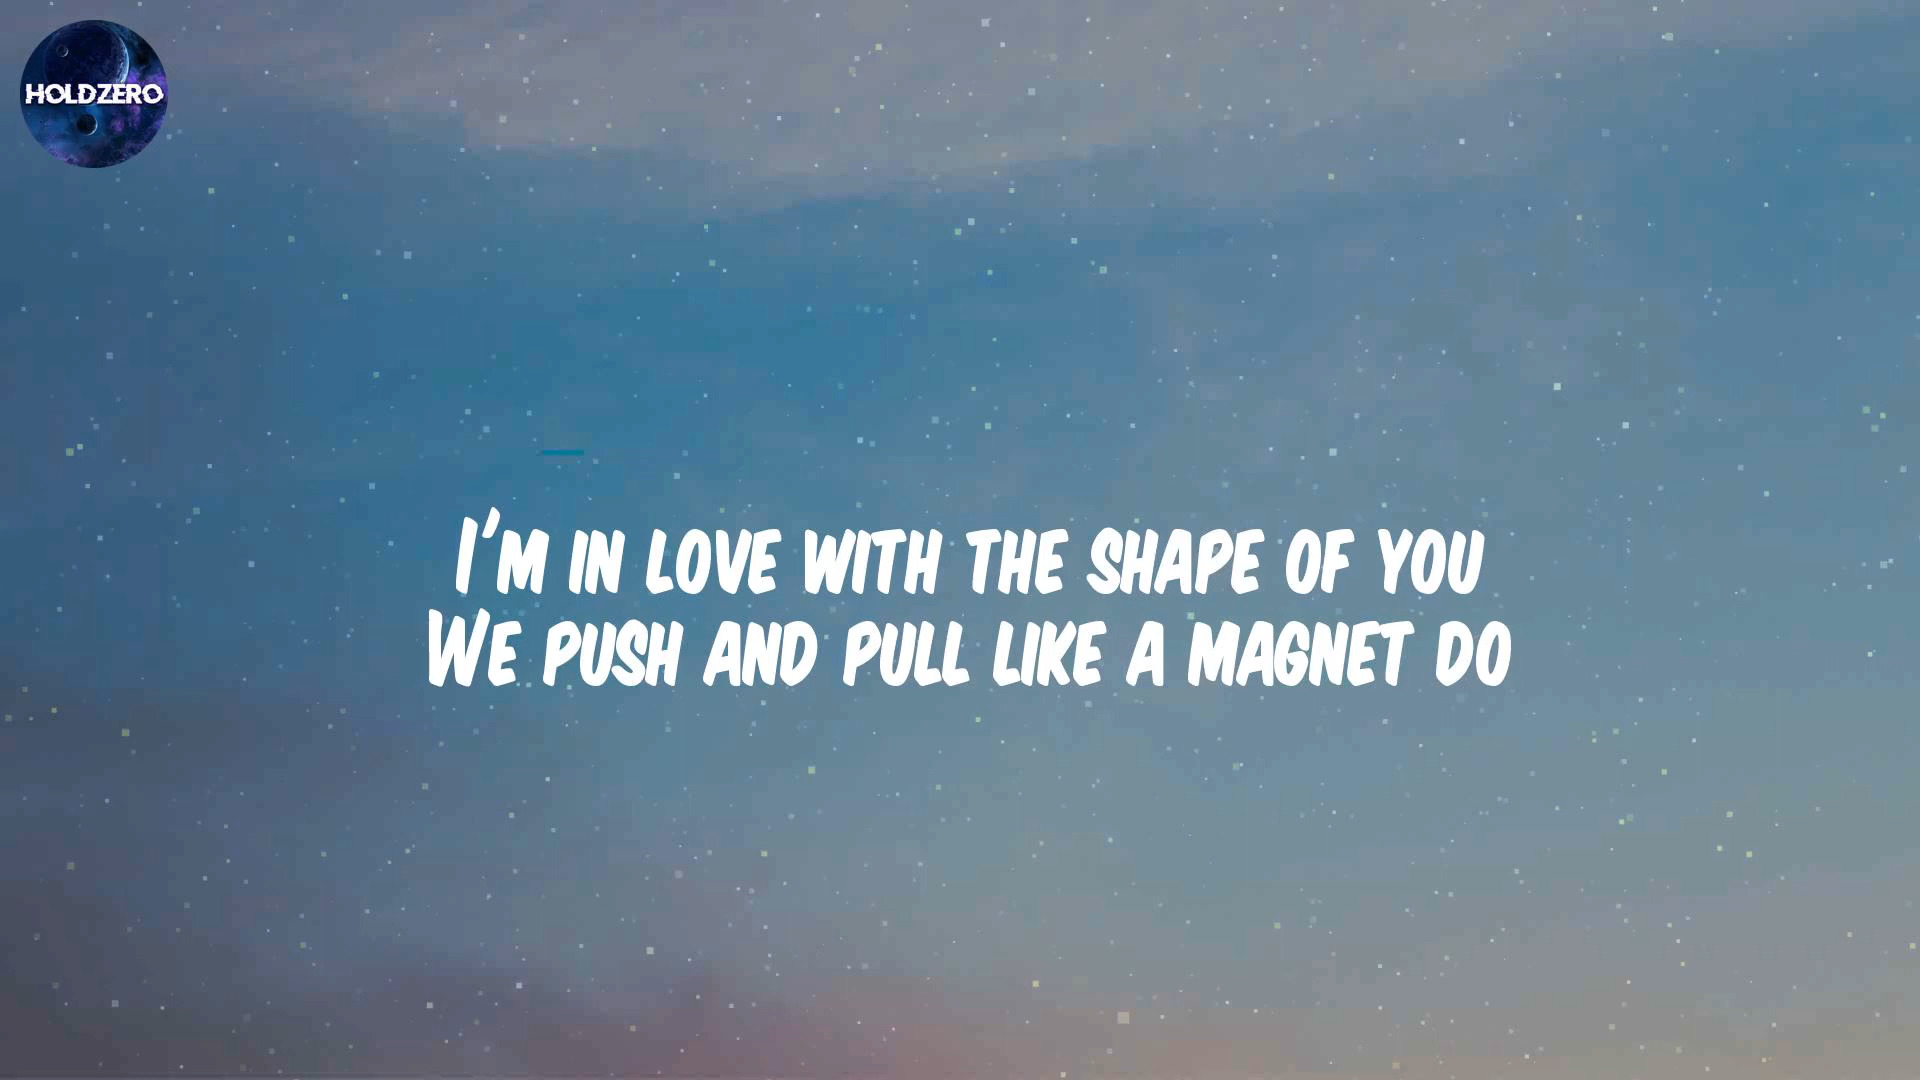 HOLDZERO
I'm in love with the shape of you
We push and pull like a magnet do